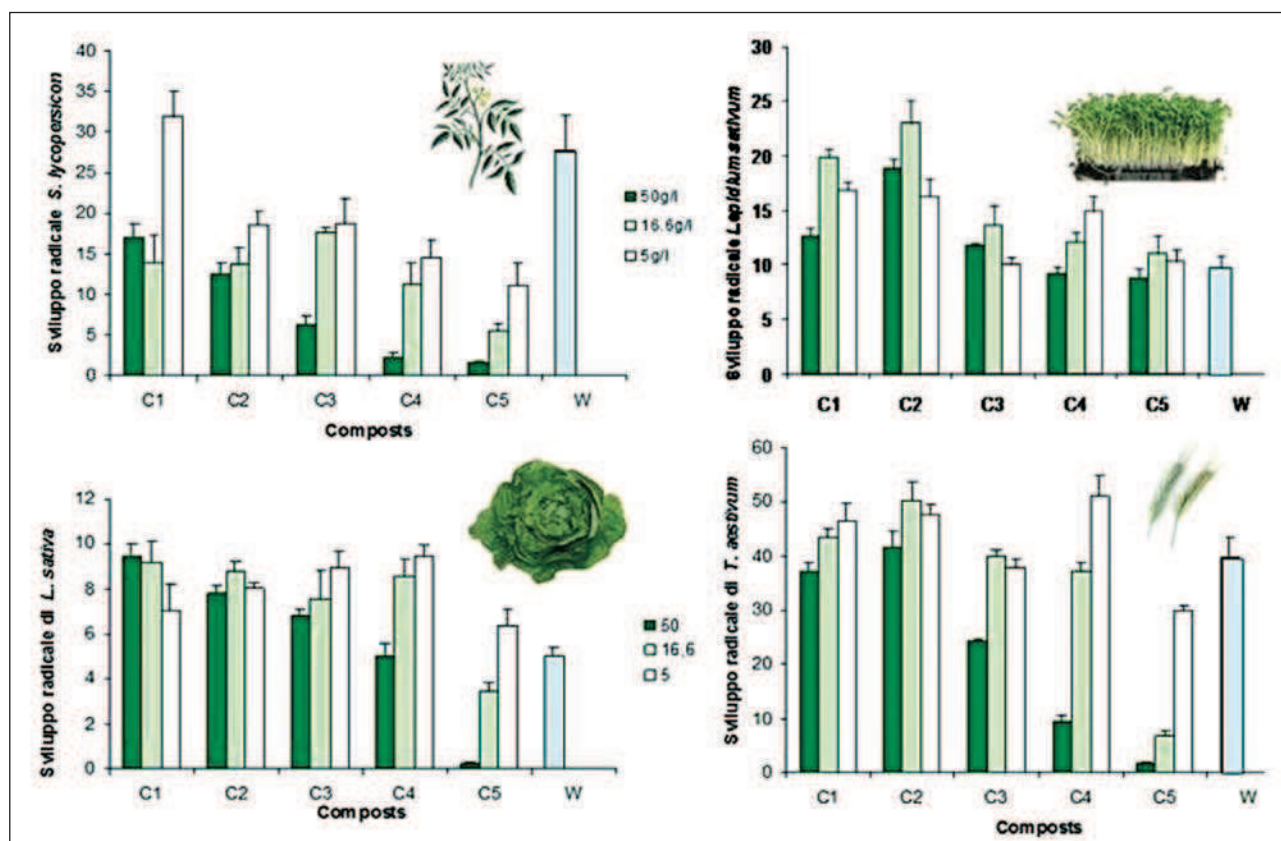 Sviluppo radicale S. lycopersicon
40
35
30
25
20
15
10
5
0
C1 C2 C3 C4 C5 W
Composts
50g/l
16.6g/l
5g/l
Sviluppo radicale Lepidium sativum
30
25
20
15
10
5
0
C1 C2 C3 C4 C5 W
Sviluppo radicale di L. sativa
12
10
8
6
4
2
0
C1 C2 C3 C4 C5 W
Composts
50
16,6
5
Sviluppo radicale di T. aestivum
60
50
40
30
20
10
0
C1 C2 C3 C4 C5 W
Composts